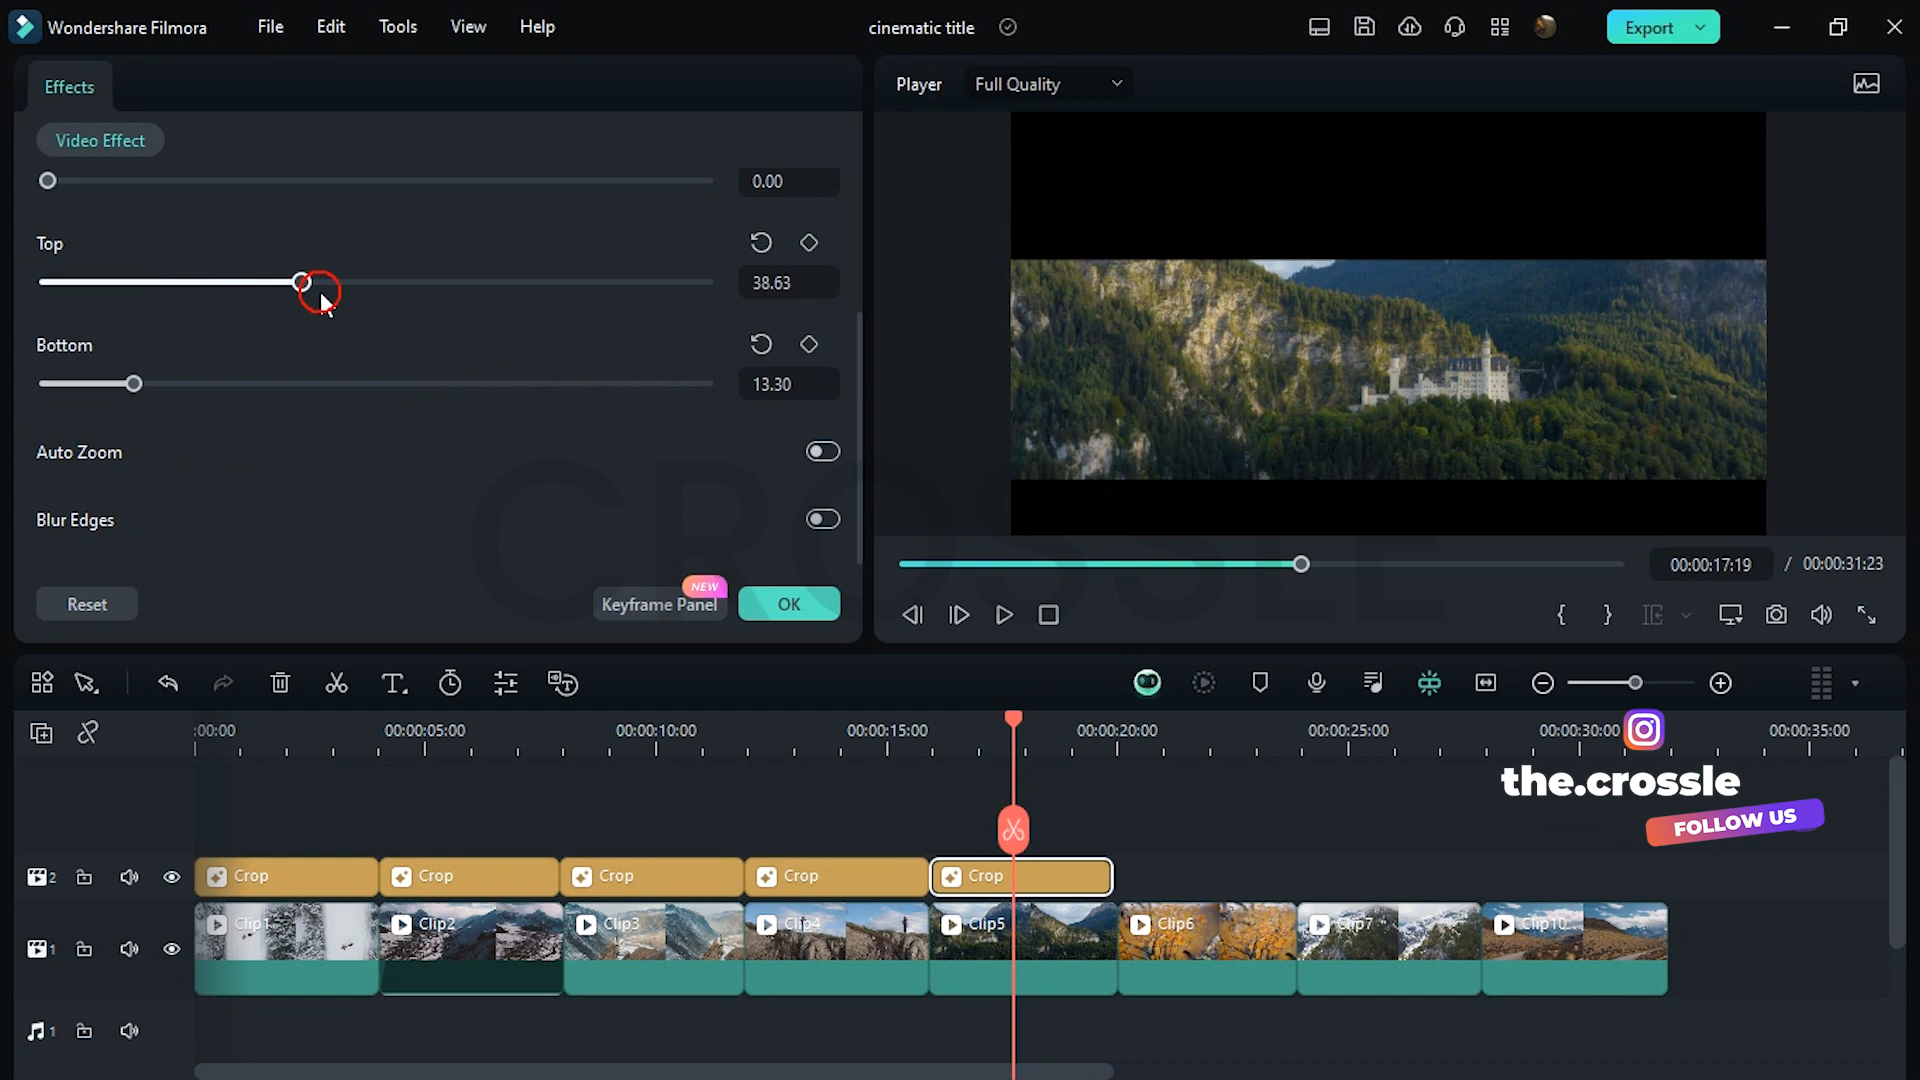 Wondershare Filmora
File
Edit
Tools
View
Help
cinematic title
Export
Effects
Player
Full Quality
Video Effect
0.00
Top
38.63
Bottom
13.30
Auto Zoom
Blur Edges
CROSSLE
Reset
NEW
Keyframe Panel
OK
00:00:17:19 / 00:00:31:23
:00:00
00:00:05:00
00:00:10:00
00:00:15:00
00:00:20:00
00:00:25:00
00:00:30:00
00:00:35:00
the.crossle
FOLLOW US
2
Crop
Crop
Crop
Crop
Crop
1
Clip1
Clip2
Clip3
Clip4
Clip5
Clip6
Clip7
Clip10
1